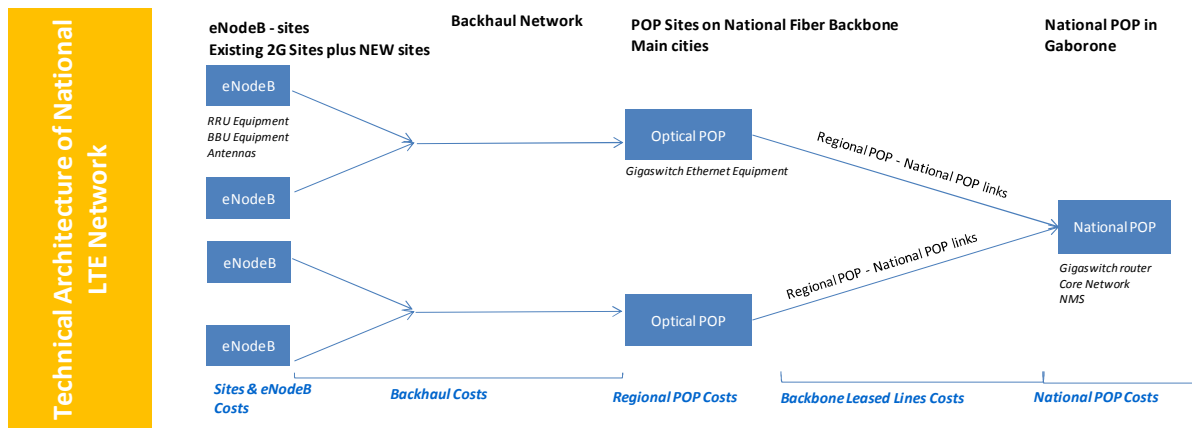 Technical Architecture of National
LTE Network
eNodeB - sites
Existing 2G Sites plus NEW sites
Backhaul Network
POP Sites on National Fiber Backbone
Main cities
National POP in
Gaborone
eNodeB
RRU Equipment
BBU Equipment
Antennas
eNodeB
eNodeB
eNodeB
Optical POP
Gigaswitch Ethernet Equipment
Optical POP
Regional POP - National POP links
Regional POP - National POP links
National POP
Gigaswitch router
Core Network
NMS
Sites & eNodeB
Costs
Backhaul Costs
Regional POP Costs
Backbone Leased Lines Costs
National POP Costs